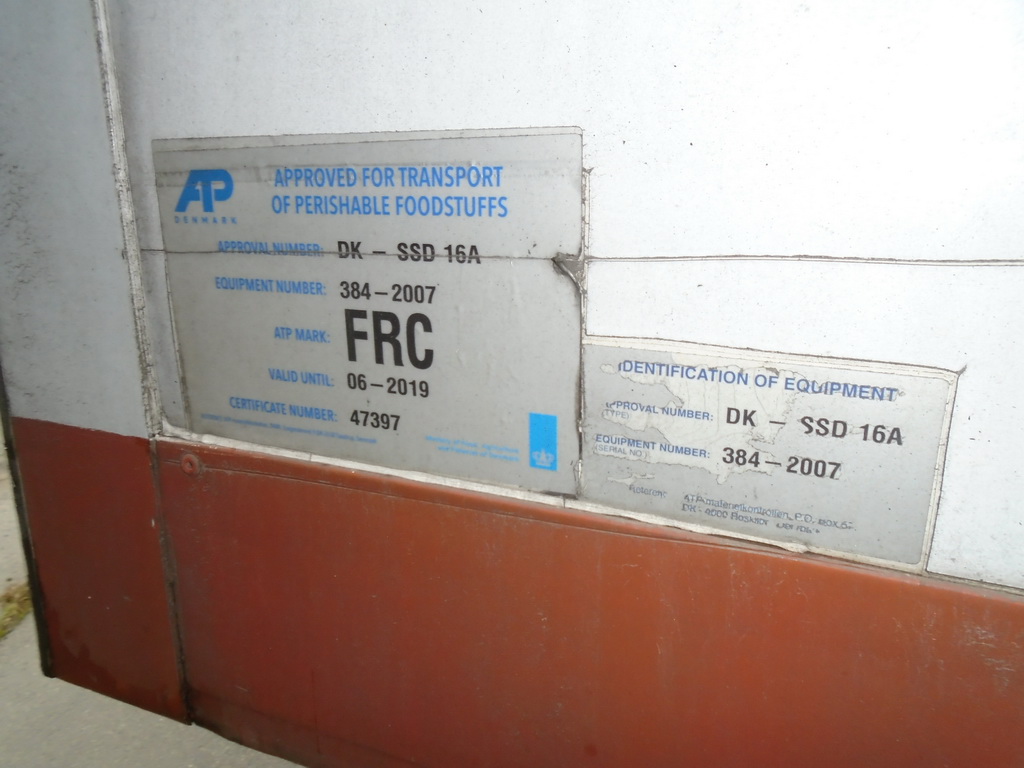 AP
DENMARK
APPROVED FOR TRANSPORT
OF PERISHABLE FOODSTUFFS
APPROVAL NUMBER: DK – SSD 16A
EQUIPMENT NUMBER: 384–2007
ATP MARK: FRC
VALID UNTIL: 06–2019
CERTIFICATE NUMBER: 47397
IDENTIFICATION OF EQUIPMENT
APPROVAL NUMBER: DK – SSD 16A
(TYPE)
EQUIPMENT NUMBER: 384–2007
(SERIAL NO.)